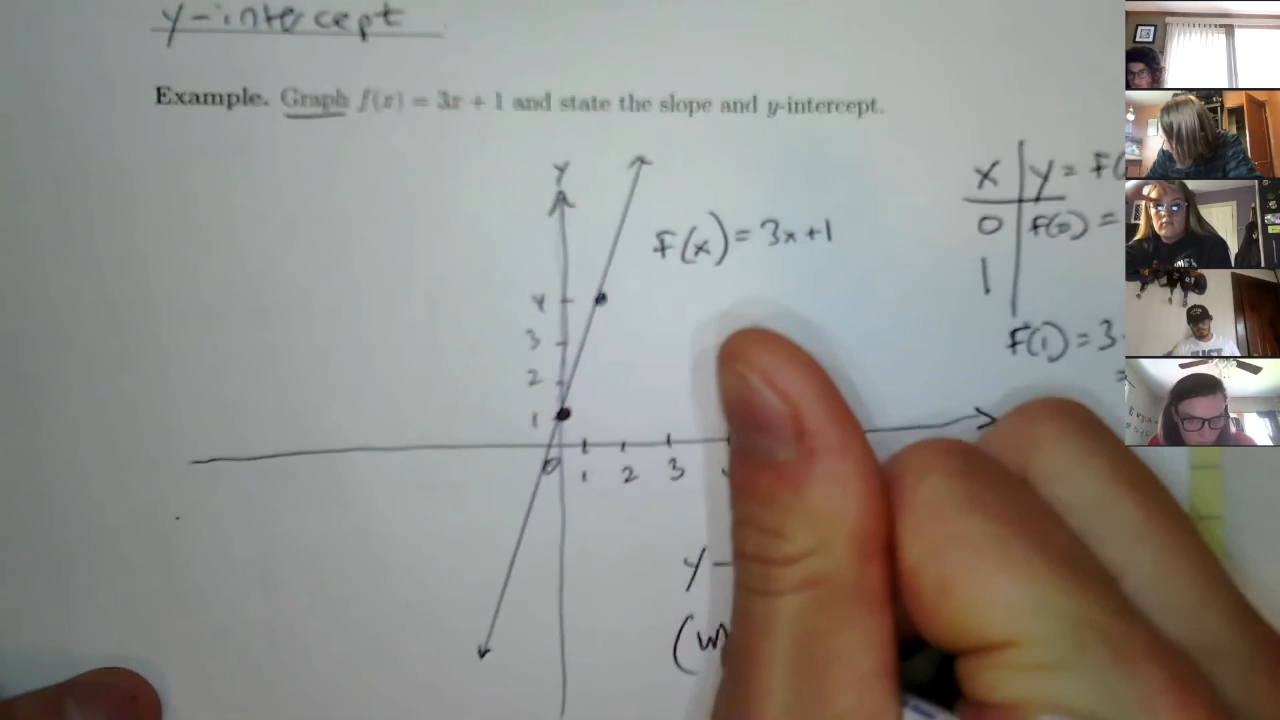 y-intercept
Example. Graph f(x) = 3x + 1 and state the slope and y-intercept.
y
F(x) = 3x+1
4
3
2
1
0
1 2 3
x | y = F(
0 | F(0) =
1
F(1) = 3
=
y-
(